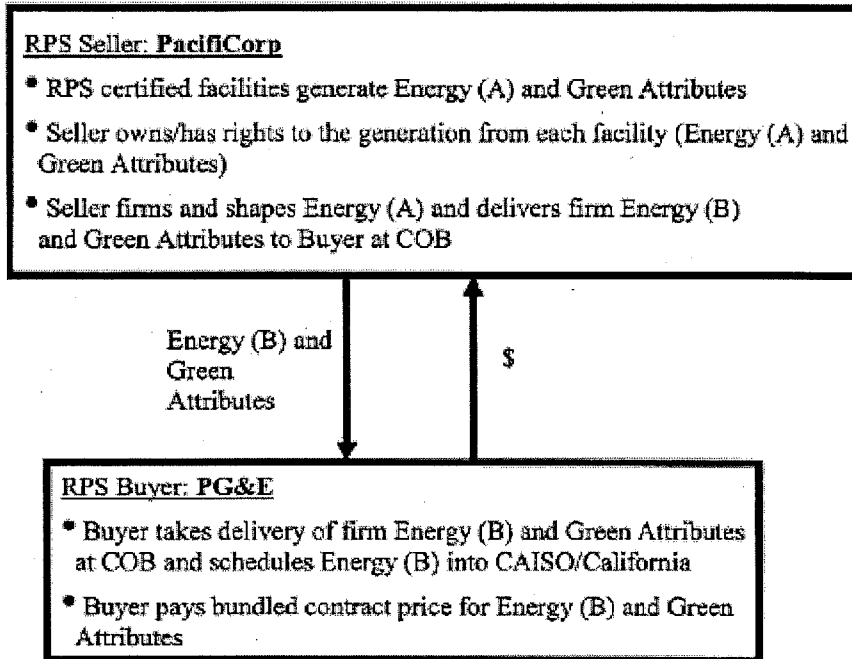 RPS Seller: PacifiCorp
• RPS certified facilities generate Energy (A) and Green Attributes
• Seller owns/has rights to the generation from each facility (Energy (A) and
Green Attributes)
• Seller firms and shapes Energy (A) and delivers firm Energy (B)
and Green Attributes to Buyer at COB
Energy (B) and
Green
Attributes
$
RPS Buyer: PG&E
• Buyer takes delivery of firm Energy (B) and Green Attributes
at COB and schedules Energy (B) into CAISO/California
• Buyer pays bundled contract price for Energy (B) and Green
Attributes